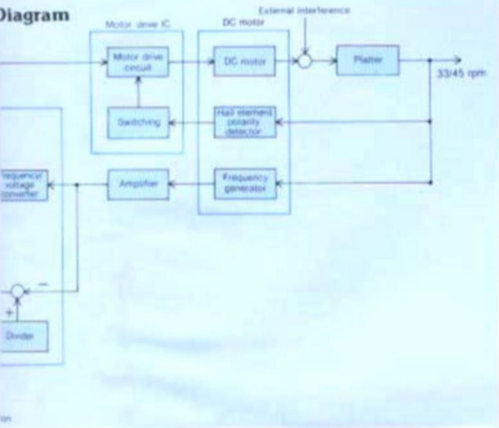 Diagram
External interference
Motor drive IC
DC motor
Motor drive
circuit
DC motor
Platter
33/45 rpm
Switching
Hall element
polarity
detector
Frequency
voltage
converter
Amplifier
Frequency
generator
−
+
Divider